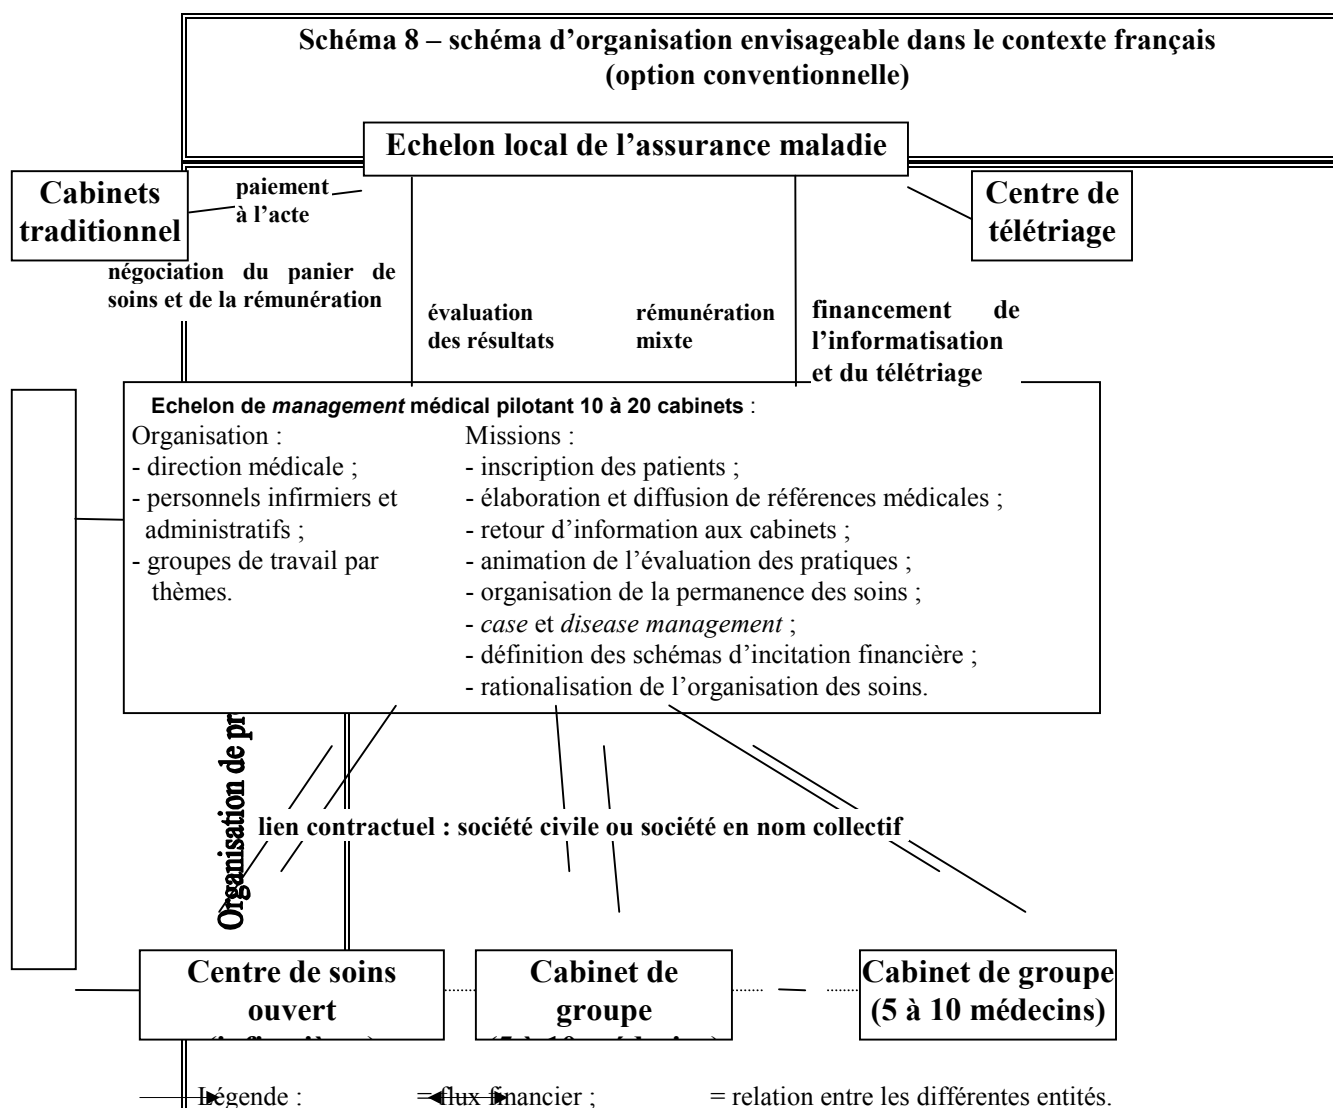 Schéma 8 – schéma d’organisation envisageable dans le contexte français
(option conventionnelle)
Echelon local de l’assurance maladie
Cabinets
traditionnel
paiement
à l’acte
Centre de
télétriage
négociation du panier de
soins et de la rémunération
évaluation
des résultats
rémunération
mixte
financement de
l’informatisation
et du télétriage
Echelon de management médical pilotant 10 à 20 cabinets :
Organisation :
- direction médicale ;
- personnels infirmiers et
administratifs ;
- groupes de travail par
thèmes.
Missions :
- inscription des patients ;
- élaboration et diffusion de références médicales ;
- retour d’information aux cabinets ;
- animation de l’évaluation des pratiques ;
- organisation de la permanence des soins ;
- case et disease management ;
- définition des schémas d’incitation financière ;
- rationalisation de l’organisation des soins.
Organisation de pr
lien contractuel : société civile ou société en nom collectif
Centre de soins
ouvert
Cabinet de
groupe
(5 à 10 médecins)
Cabinet de groupe
(5 à 10 médecins)
Légende : = flux financier ; = relation entre les différentes entités.